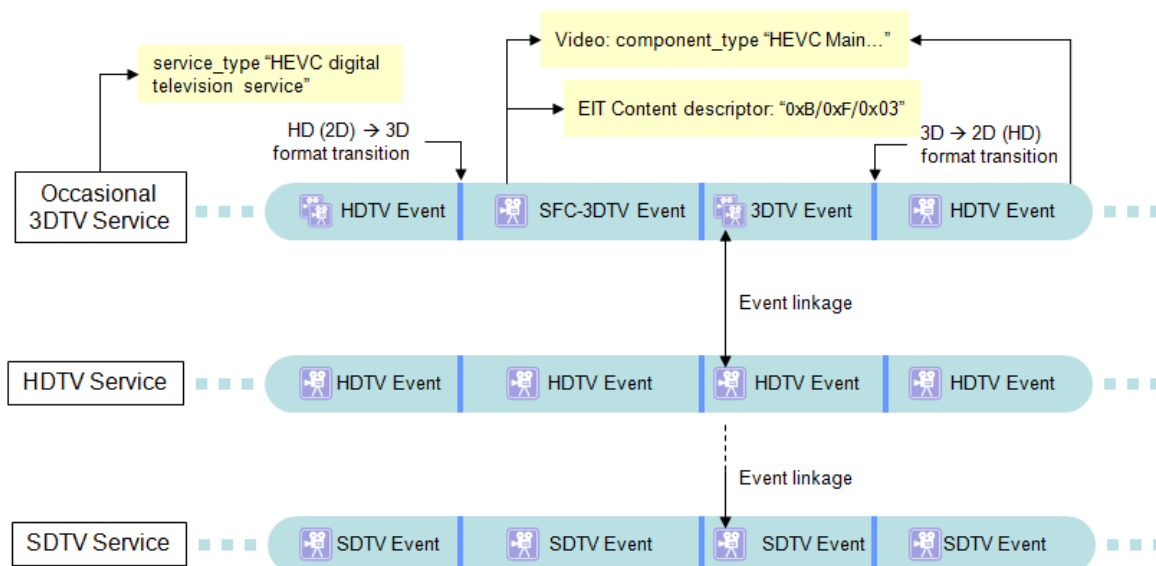 Video: component_type “HEVC Main…”
service_type “HEVC digital
television service”
EIT Content descriptor: “0xB/0xF/0x03”
HD (2D) → 3D
format transition
3D → 2D (HD)
format transition
Occasional
3DTV Service
HDTV Event
SFC-3DTV Event
3DTV Event
HDTV Event
Event linkage
HDTV Service
HDTV Event
HDTV Event
HDTV Event
HDTV Event
Event linkage
SDTV Service
SDTV Event
SDTV Event
SDTV Event
SDTV Event